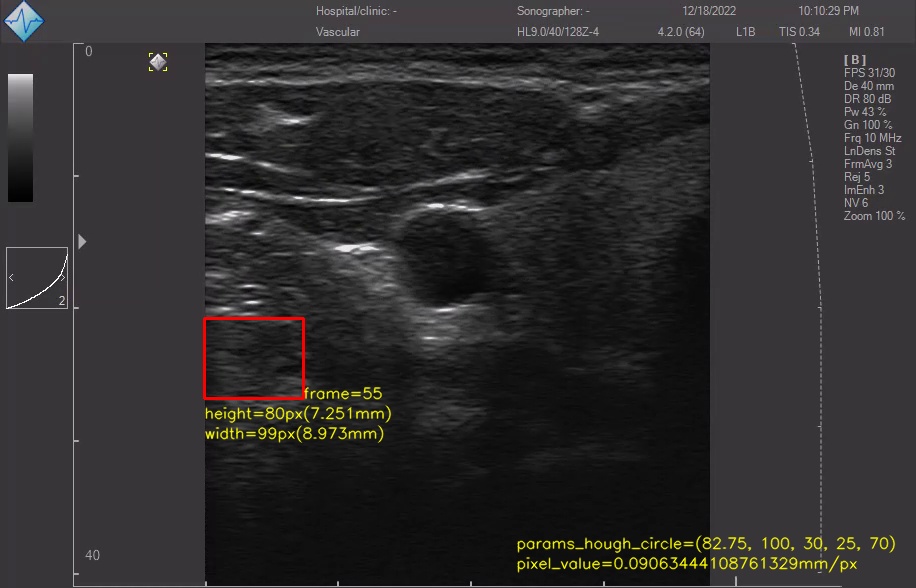 Hospital/clinic: - Sonographer: - 12/18/2022 10:10:29 PM
Vascular HL9.0/40/128Z-4 4.2.0 (64) L1B TIS 0.34 MI 0.81
0
[ B ]
FPS 31/30
De 40 mm
DR 80 dB
Pw 43 %
Gn 100 %
Frq 10 MHz
LnDens St
FrmAvg 3
Rej 5
ImEnh 3
NV 6
Zoom 100 %
2
frame=55
height=80px(7.251mm)
width=99px(8.973mm)
params_hough_circle=(82.75, 100, 30, 25, 70)
40
pixel_value=0.09063444108761329mm/px